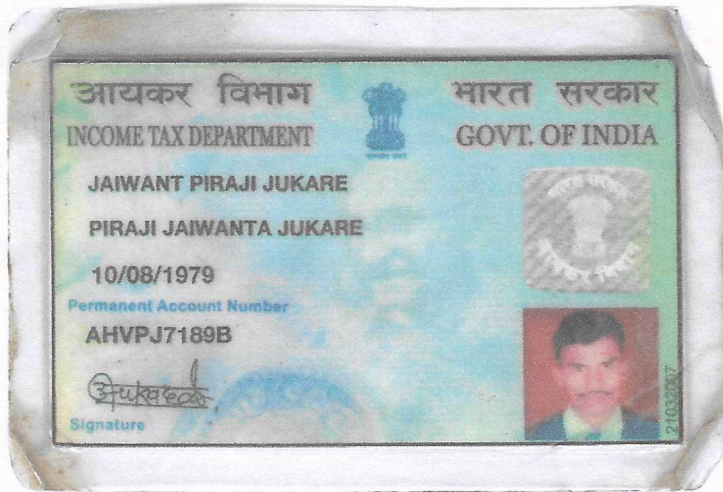 आयकर विभाग
भारत सरकार
INCOME TAX DEPARTMENT
GOVT. OF INDIA
JAIWANT PIRAJI JUKARE
PIRAJI JAIWANTA JUKARE
10/08/1979
Permanent Account Number
AHVPJ7189B
Signature
21032007